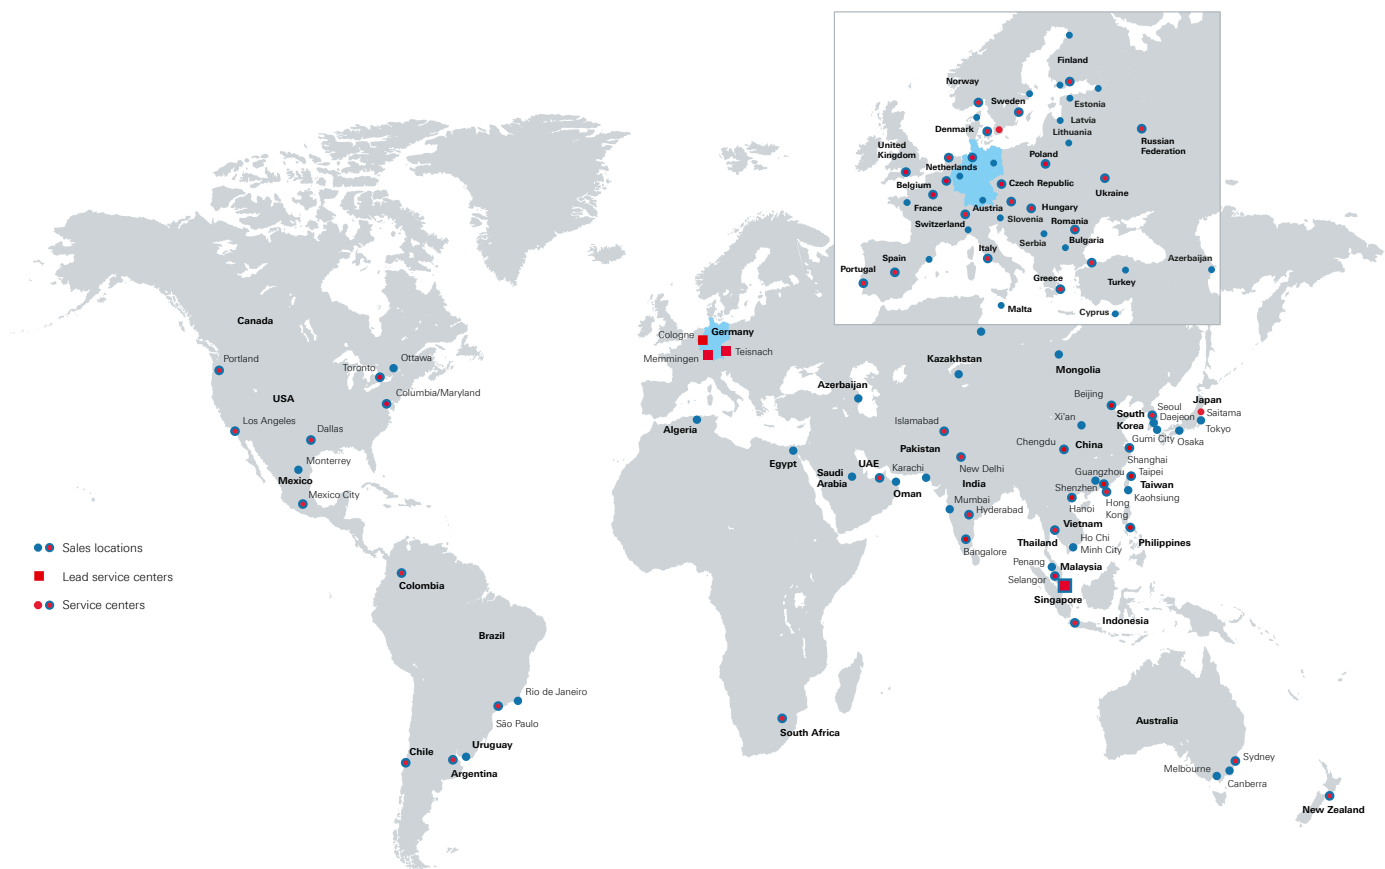 Finland
Norway
Sweden
Estonia
Denmark
Latvia
Lithuania
United
Kingdom
Russian
Federation
Poland
Netherlands
Belgium
Czech Republic
Ukraine
France
Austria
Hungary
Slovenia
Romania
Switzerland
Serbia
Bulgaria
Italy
Spain
Azerbaijan
Portugal
Greece
Turkey
Malta
Cyprus
Canada
Portland
Ottawa
Toronto
USA
Columbia/Maryland
Los Angeles
Dallas
Monterrey
Mexico
Mexico City
Cologne
Germany
Memmingen
Teisnach
Kazakhstan
Mongolia
Azerbaijan
Algeria
Egypt
Saudi
Arabia
UAE
Oman
Islamabad
Pakistan
Karachi
New Delhi
India
Mumbai
Hyderabad
Bangalore
Beijing
Xi'an
Chengdu
China
South
Korea
Seoul
Daejeon
Gumi City
Japan
Saitama
Tokyo
Osaka
Shanghai
Guangzhou
Taipei
Shenzhen
Taiwan
Kaohsiung
Hanoi
Hong
Kong
Vietnam
Thailand
Ho Chi
Minh City
Philippines
Penang
Malaysia
Selangor
Singapore
Indonesia
Sales locations
Lead service centers
Service centers
Colombia
Brazil
Rio de Janeiro
São Paulo
Chile
Uruguay
Argentina
South Africa
Australia
Sydney
Melbourne
Canberra
New Zealand